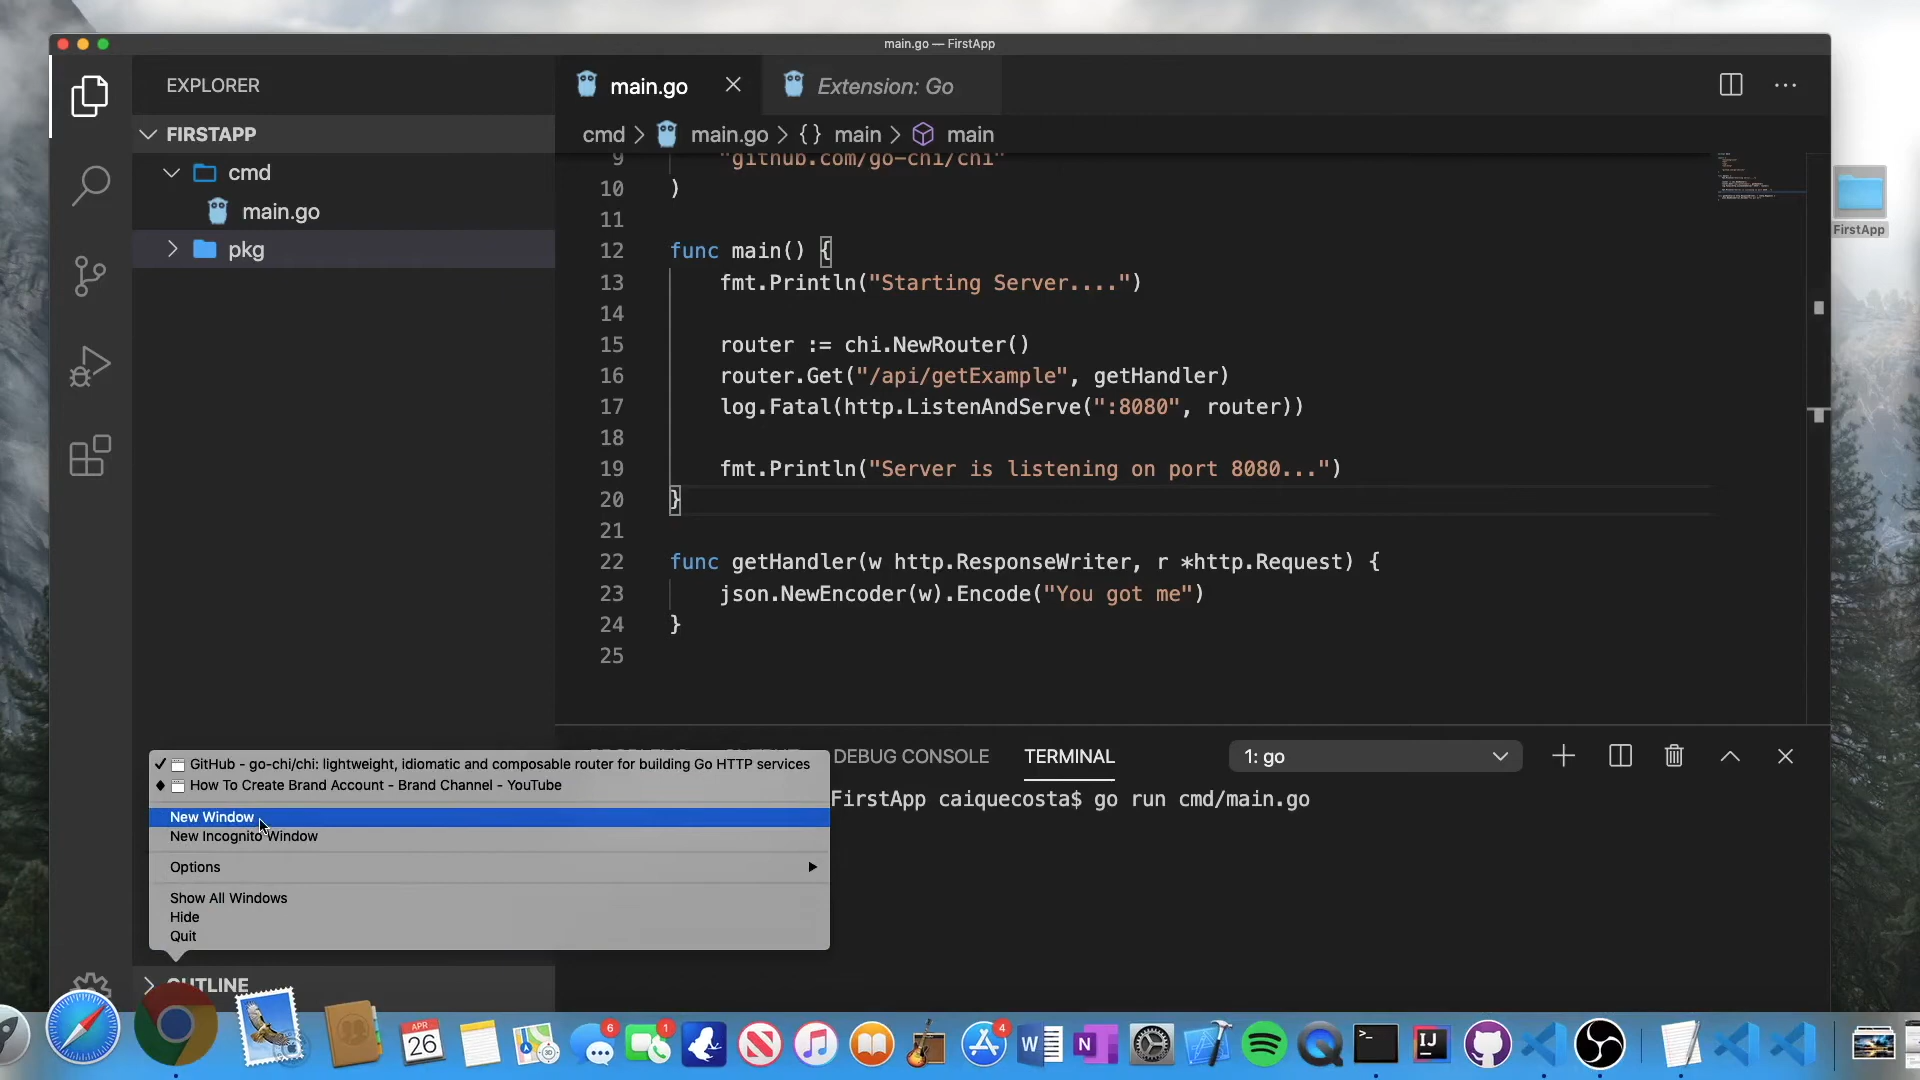 main.go — FirstApp
EXPLORER
FIRSTAPP
cmd
main.go
pkg
OUTLINE
main.go
Extension: Go
cmd > main.go > {} main > main
9 "github.com/go-chi/chi"
10 )
11
12 func main() {
13 fmt.Println("Starting Server....")
14
15 router := chi.NewRouter()
16 router.Get("/api/getExample", getHandler)
17 log.Fatal(http.ListenAndServe(":8080", router))
18
19 fmt.Println("Server is listening on port 8080...")
20 }
21
22 func getHandler(w http.ResponseWriter, r *http.Request) {
23 json.NewEncoder(w).Encode("You got me")
24 }
25
DEBUG CONSOLE
TERMINAL
1: go
FirstApp caiquecosta$ go run cmd/main.go
GitHub - go-chi/chi: lightweight, idiomatic and composable router for building Go HTTP services
How To Create Brand Account - Brand Channel - YouTube
New Window
New Incognito Window
Options
Show All Windows
Hide
Quit
FirstApp
APR
26
3D
6
1
4
W
N
>_
IJ